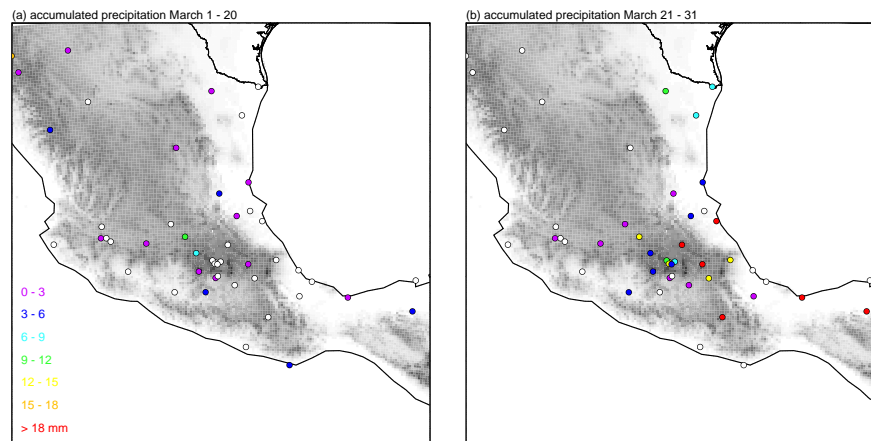 (a) accumulated precipitation March 1 - 20
(b) accumulated precipitation March 21 - 31
0 - 3
3 - 6
6 - 9
9 - 12
12 - 15
15 - 18
> 18 mm